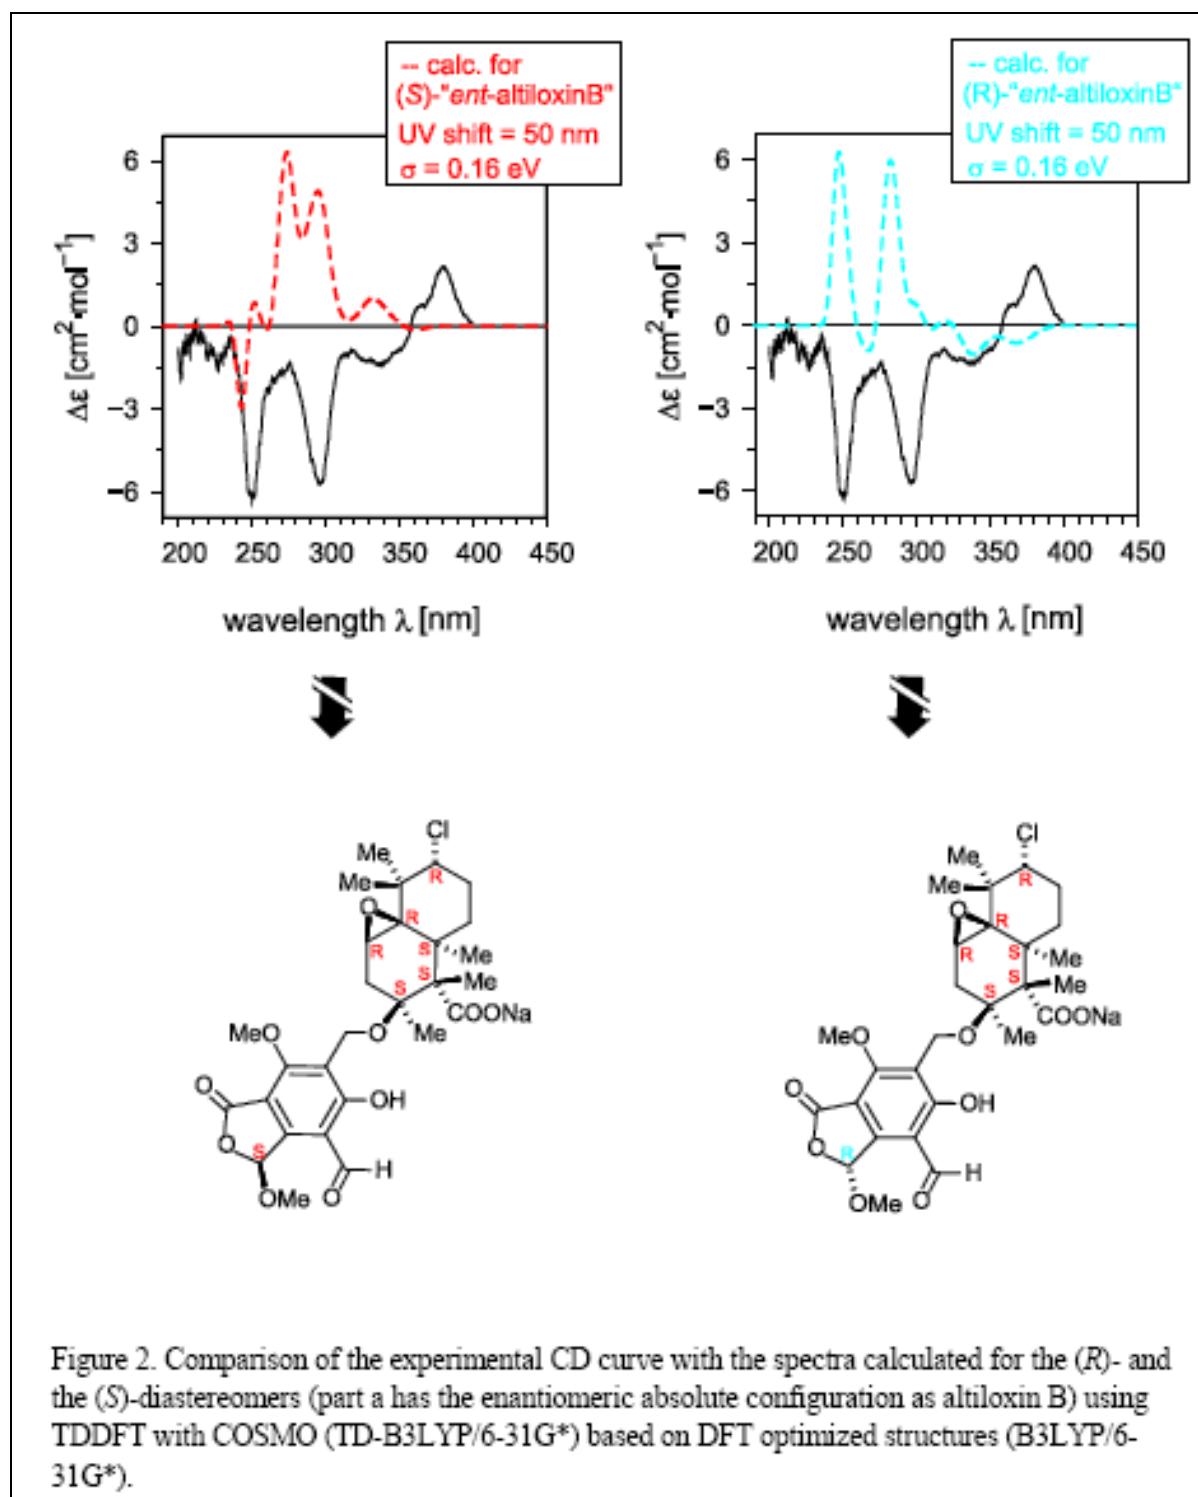 -- calc. for
(S)-"ent-altiloxinB"
UV shift = 50 nm
σ = 0.16 eV
6
3
0
−3
−6
Δε [cm²·mol⁻¹]
200 250 300 350 400 450
wavelength λ [nm]
-- calc. for
(R)-"ent-altiloxinB"
UV shift = 50 nm
σ = 0.16 eV
6
3
0
−3
−6
Δε [cm²·mol⁻¹]
200 250 300 350 400 450
wavelength λ [nm]
Cl
Me
R
Me
O
R
R
S
Me
S
Me
S
COONa
MeO
O
Me
O
OH
O
S
H
OMe
O
Cl
Me
R
Me
O
R
R
S
Me
S
Me
S
COONa
MeO
O
Me
O
OH
O
R
H
OMe
O
Figure 2. Comparison of the experimental CD curve with the spectra calculated for the (R)- and
the (S)-diastereomers (part a has the enantiomeric absolute configuration as altiloxin B) using
TDDFT with COSMO (TD-B3LYP/6-31G*) based on DFT optimized structures (B3LYP/6-
31G*).